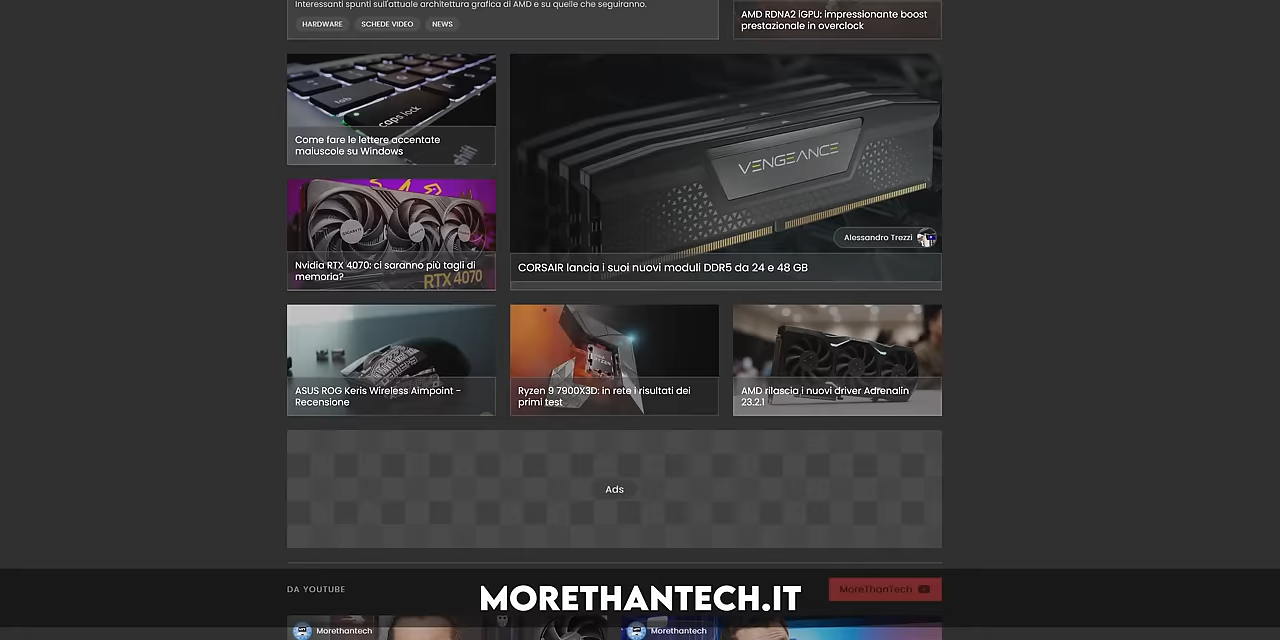 Interessanti spunti sull'attuale architettura grafica di AMD e su quelle che seguiranno.
HARDWARE
SCHEDE VIDEO
NEWS
AMD RDNA2 iGPU: impressionante boost
prestazionale in overclock
tab
caps lock
A
shift
Come fare le lettere accentate
maiuscole su Windows
VENGEANCE
Alessandro Trezzi
CORSAIR lancia i suoi nuovi moduli DDR5 da 24 e 48 GB
GIGABYTE
Nvidia RTX 4070: ci saranno più tagli di
memoria?
RTX 4070
ASUS ROG Keris Wireless Aimpoint -
Recensione
RYZEN
Ryzen 9 7900X3D: in rete i risultati dei
primi test
AMD rilascia i nuovi driver Adrenalin
23.2.1
Ads
DA YOUTUBE
MORETHANTECH.IT
MoreThanTech
Morethantech
Morethantech